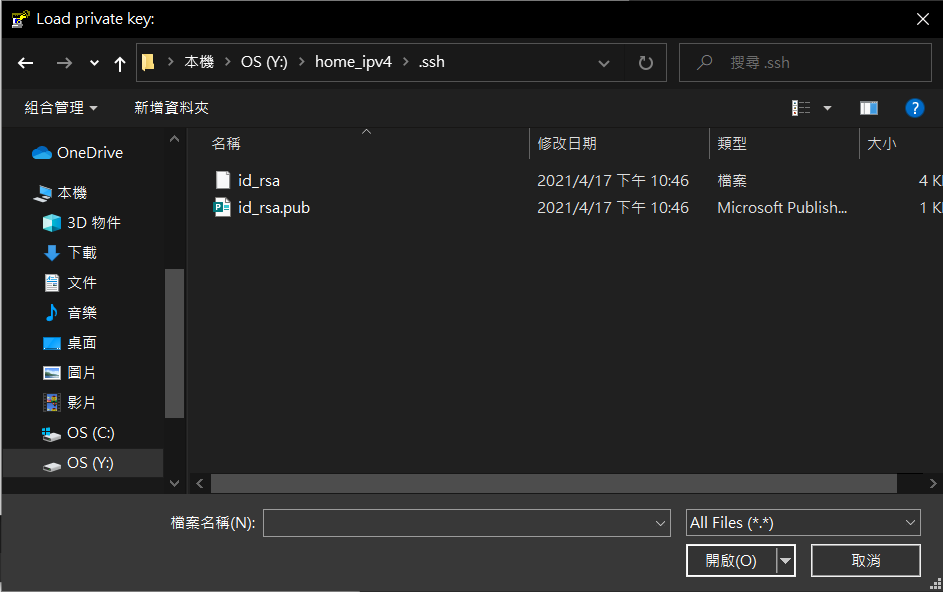 Load private key:
本機 OS (Y:) home_ipv4 .ssh 搜尋 .ssh
組合管理 新增資料夾
名稱 修改日期 類型 大小
OneDrive
本機
3D 物件
下載
文件
音樂
桌面
圖片
影片
OS (C:)
OS (Y:)
id_rsa 2021/4/17 下午 10:46 檔案 4 K
id_rsa.pub 2021/4/17 下午 10:46 Microsoft Publish... 1 K
檔案名稱(N): All Files (*.*)
開啟(O) 取消